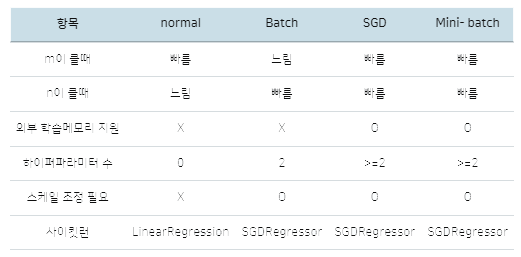 항목 normal Batch SGD Mini- batch
m이 클때 빠름 느림 빠름 빠름
n이 클때 느림 빠름 빠름 빠름
외부 학습메모리 지원 X X O O
하이퍼파라미터 수 0 2 >=2 >=2
스케일 조정 필요 X O O O
사이킷런 LinearRegression SGDRegressor SGDRegressor SGDRegressor